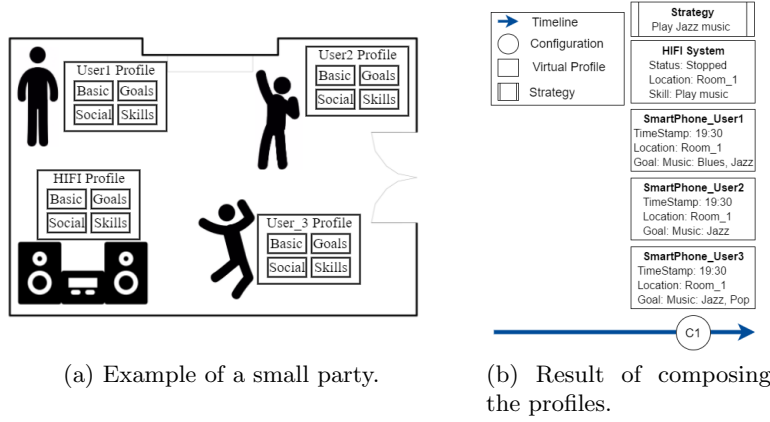 User1 Profile
Basic Goals
Social Skills
User2 Profile
Basic Goals
Social Skills
HIFI Profile
Basic Goals
Social Skills
User_3 Profile
Basic Goals
Social Skills
(a) Example of a small party.
Timeline
Configuration
Virtual Profile
Strategy
Strategy
Play Jazz music
HIFI System
Status: Stopped
Location: Room_1
Skill: Play music
SmartPhone_User1
TimeStamp: 19:30
Location: Room_1
Goal: Music: Blues, Jazz
SmartPhone_User2
TimeStamp: 19:30
Location: Room_1
Goal: Music: Jazz
SmartPhone_User3
TimeStamp: 19:30
Location: Room_1
Goal: Music: Jazz, Pop
C1
(b) Result of composing
the profiles.